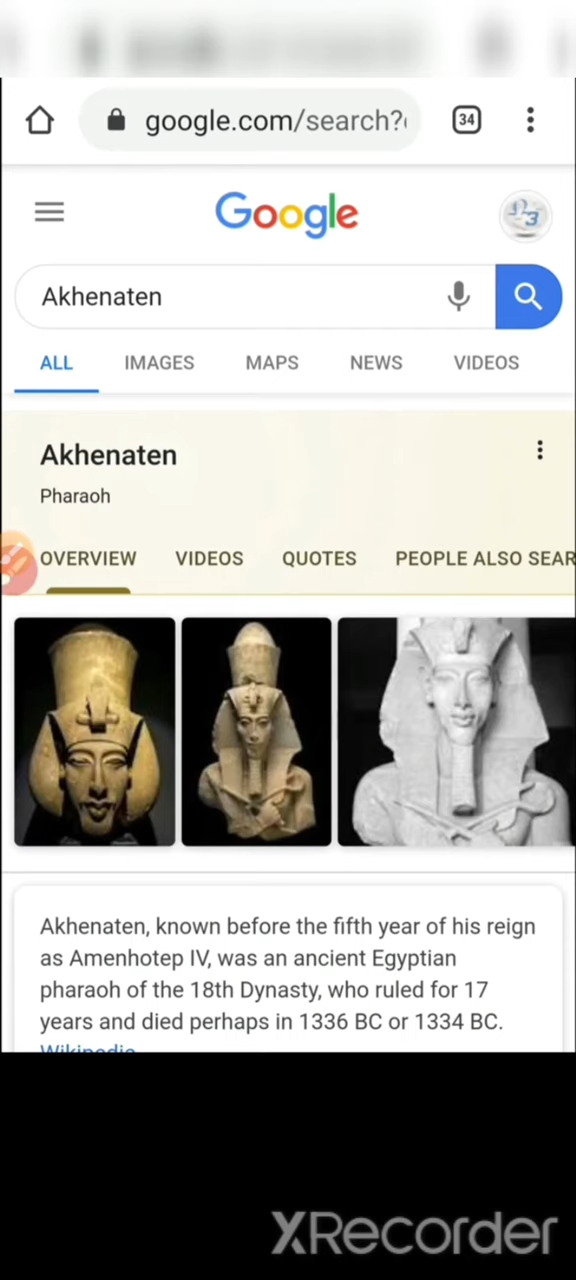 google.com/search?
34
Google
Akhenaten
ALL IMAGES MAPS NEWS VIDEOS
Akhenaten
Pharaoh
OVERVIEW VIDEOS QUOTES PEOPLE ALSO SEAR
Akhenaten, known before the fifth year of his reign
as Amenhotep IV, was an ancient Egyptian
pharaoh of the 18th Dynasty, who ruled for 17
years and died perhaps in 1336 BC or 1334 BC.
Wikipedia
XRecorder